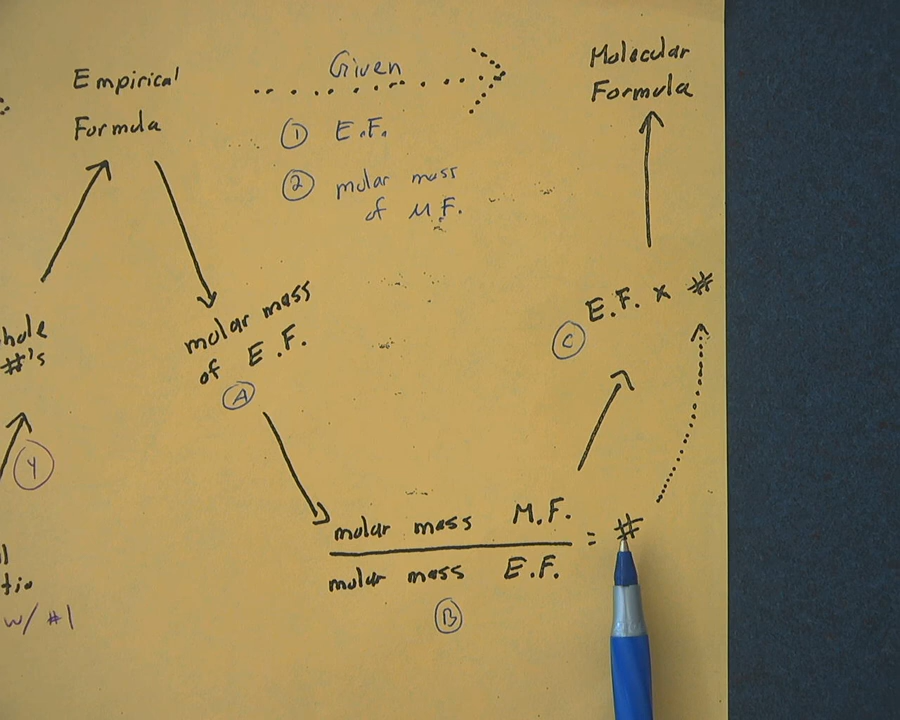 Empirical
Formula
Given
① E.F.
② molar mass
of M.F.
Molecular
Formula
hole
#'s
Y
tio
w/ #1
molar mass
of E.F.
A
molar mass M.F.
molar mass E.F.
= #
B
C
E.F. x #